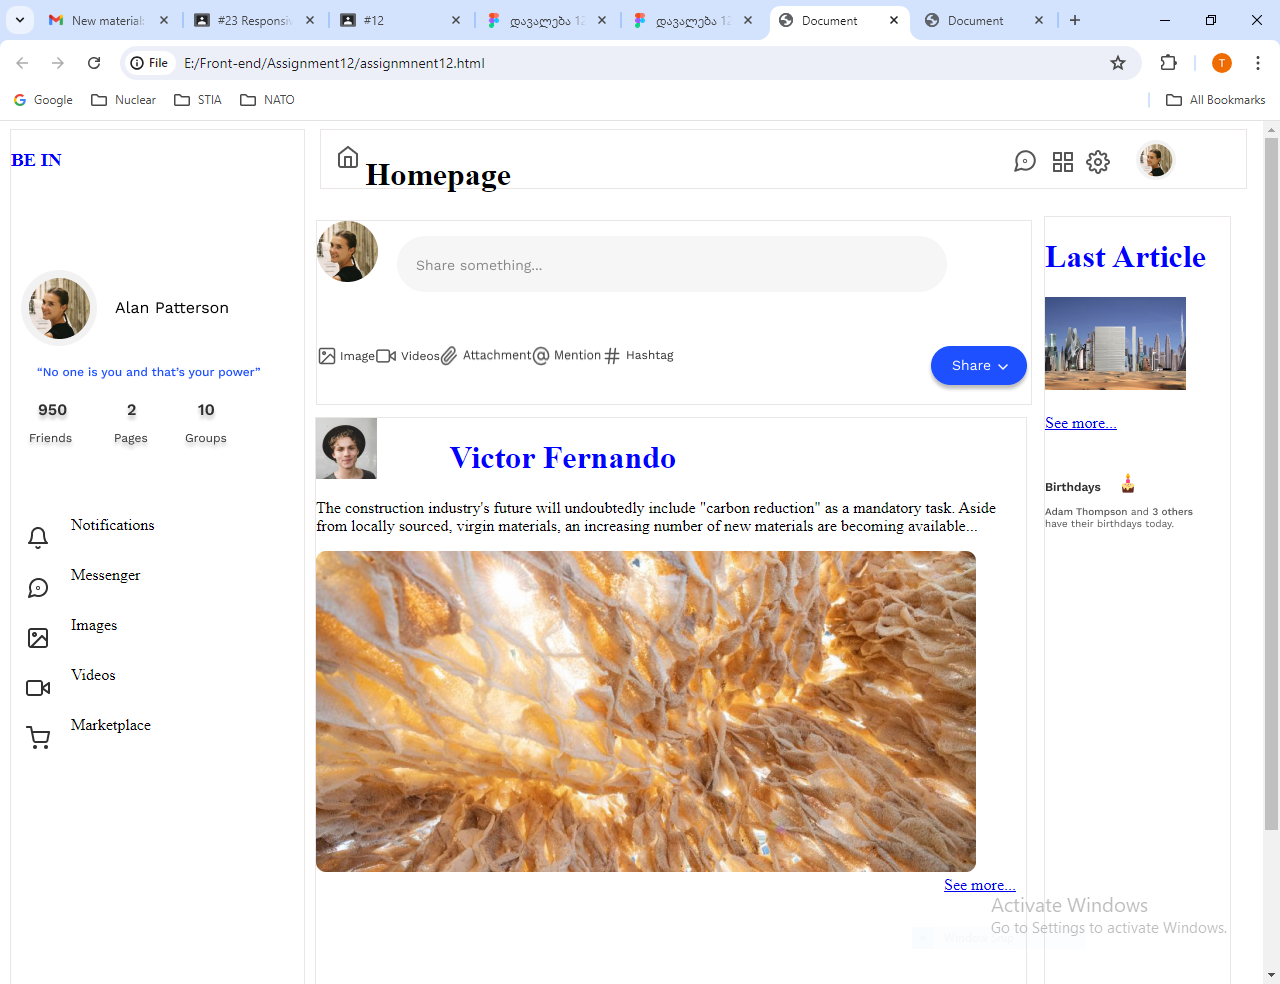 New material
#23 Responsiv
#12
დავალება 12
დავალება 12
Document
Document
File
E:/Front-end/Assignment12/assignmnent12.html
T
Google
Nuclear
STIA
NATO
All Bookmarks
BE IN
Homepage
Alan Patterson
“No one is you and that’s your power”
950 2 10
Friends Pages Groups
Notifications
Messenger
Images
Videos
Marketplace
Share something...
Image Videos Attachment Mention Hashtag
Share
Victor Fernando
The construction industry's future will undoubtedly include "carbon reduction" as a mandatory task. Aside
from locally sourced, virgin materials, an increasing number of new materials are becoming available...
See more...
Last Article
See more...
Birthdays
Adam Thompson and 3 others
have their birthdays today.
Activate Windows
Go to Settings to activate Windows.